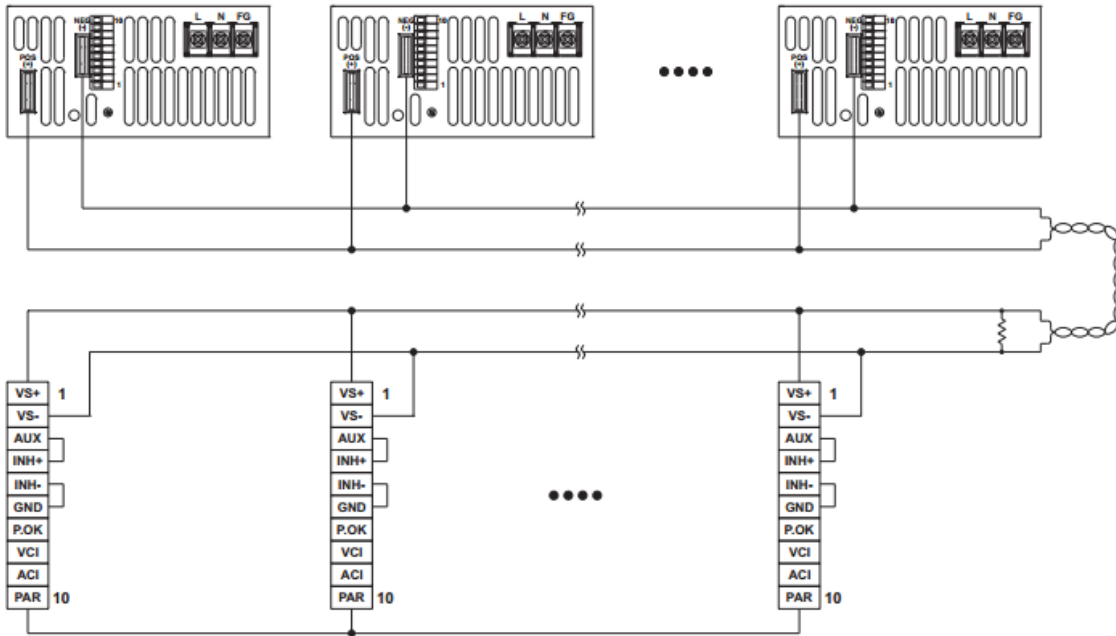 NEG (-) 10 L N FG
POS (+) 1
NEG (-) 10 L N FG
POS (+) 1
NEG (-) 10 L N FG
POS (+) 1
VS+ 1
VS-
AUX
INH+
INH-
GND
P.OK
VCI
ACI
PAR 10
VS+ 1
VS-
AUX
INH+
INH-
GND
P.OK
VCI
ACI
PAR 10
VS+ 1
VS-
AUX
INH+
INH-
GND
P.OK
VCI
ACI
PAR 10